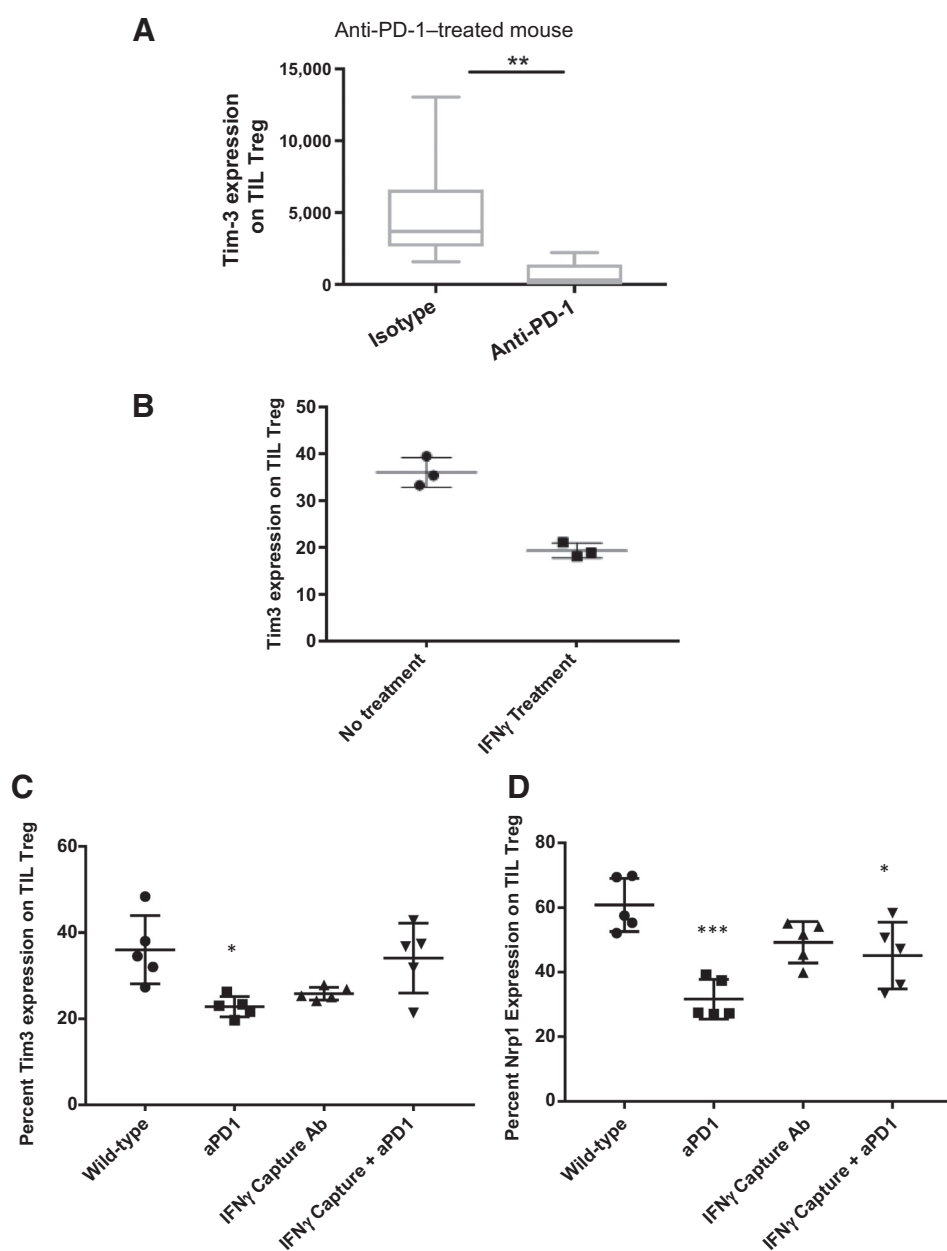 A
Anti-PD-1–treated mouse
**
15,000
10,000
5,000
0
Tim-3 expression
on TIL Treg
Isotype
Anti-PD-1
B
50
40
30
20
10
0
Tim3 expression on TIL Treg
No treatment
IFNγ Treatment
C
60
40
20
0
Percent Tim3 expression on TIL Treg
*
Wild-type
aPD1
IFNγ Capture Ab
IFNγ Capture + aPD1
D
80
60
40
20
0
Percent Nrp1 Expression on TIL Treg
***
*
Wild-type
aPD1
IFNγ Capture Ab
IFNγ Capture + aPD1